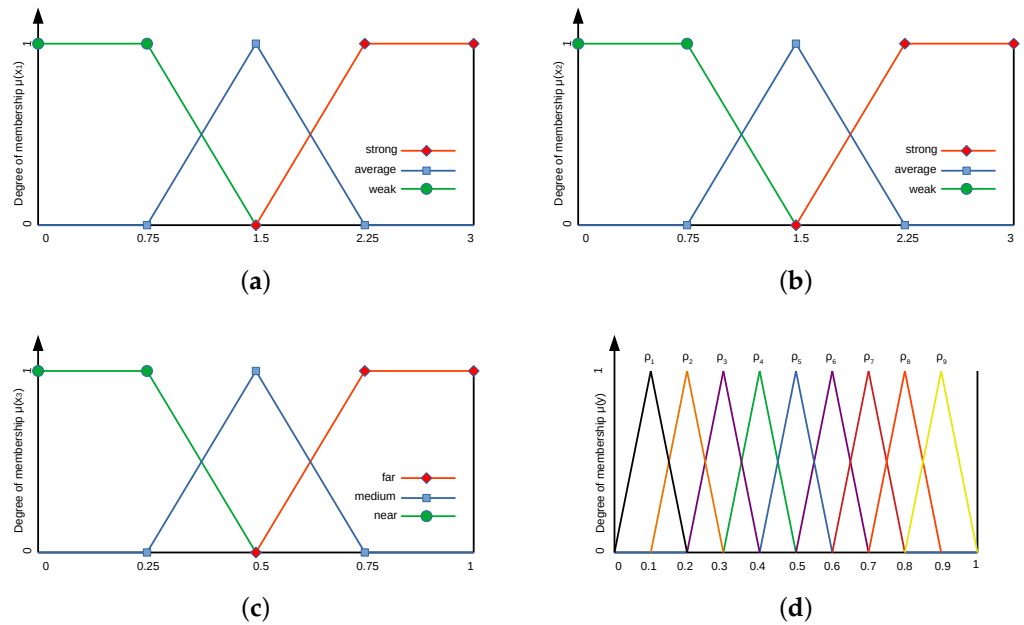 Degree of membership μ(x₁)
1
strong
average
weak
0
0 0.75 1.5 2.25 3
(a)
Degree of membership μ(x₂)
1
strong
average
weak
0
0 0.75 1.5 2.25 3
(b)
Degree of membership μ(x₃)
1
far
medium
near
0
0 0.25 0.5 0.75 1
(c)
Degree of membership μ(y)
ρ₁ ρ₂ ρ₃ ρ₄ ρ₅ ρ₆ ρ₇ ρ₈ ρ₉
1
0
0 0.1 0.2 0.3 0.4 0.5 0.6 0.7 0.8 0.9 1
(d)